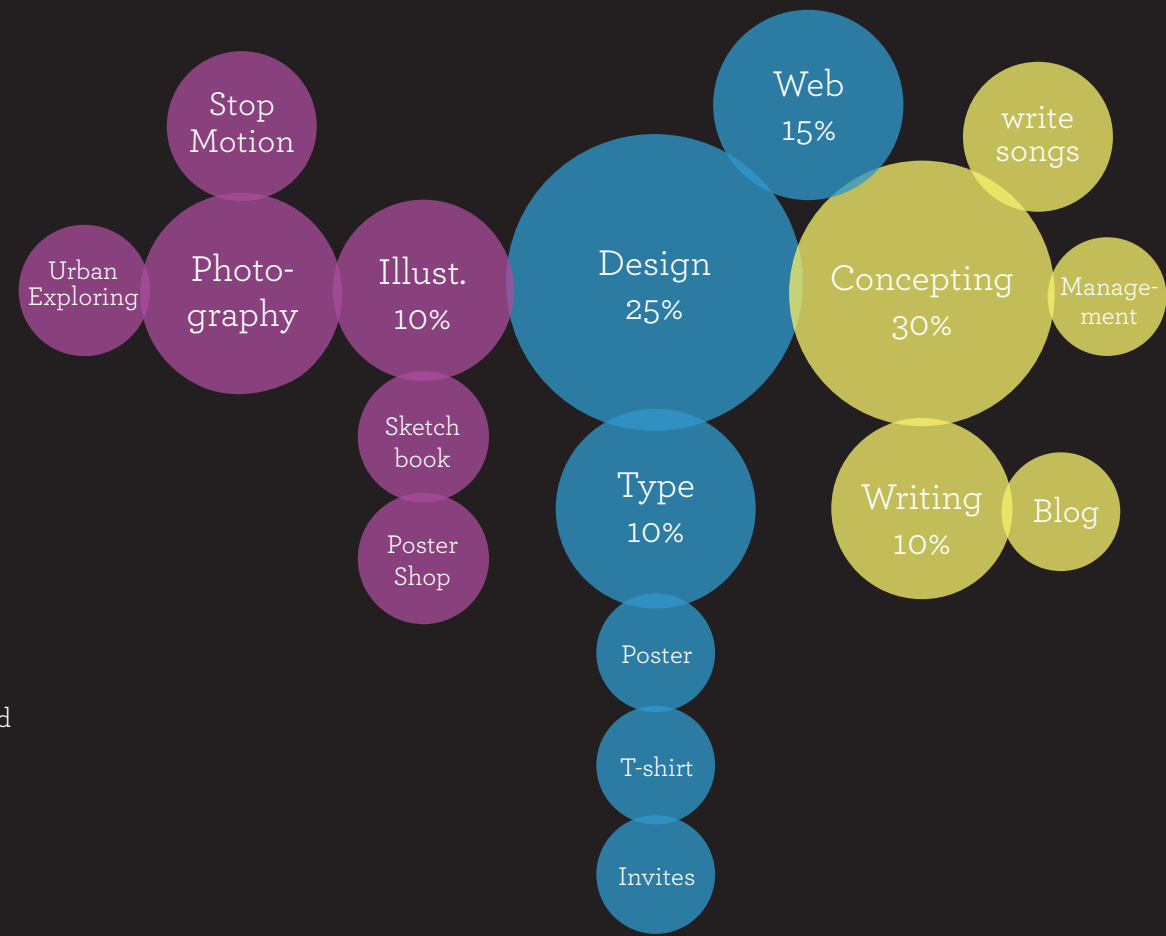 Stop
Motion
Urban
Exploring
Photo-
graphy
Illust.
10%
Sketch
book
Poster
Shop
Design
25%
Web
15%
Type
10%
Poster
T-shirt
Invites
Concepting
30%
write
songs
Manage-
ment
Writing
10%
Blog